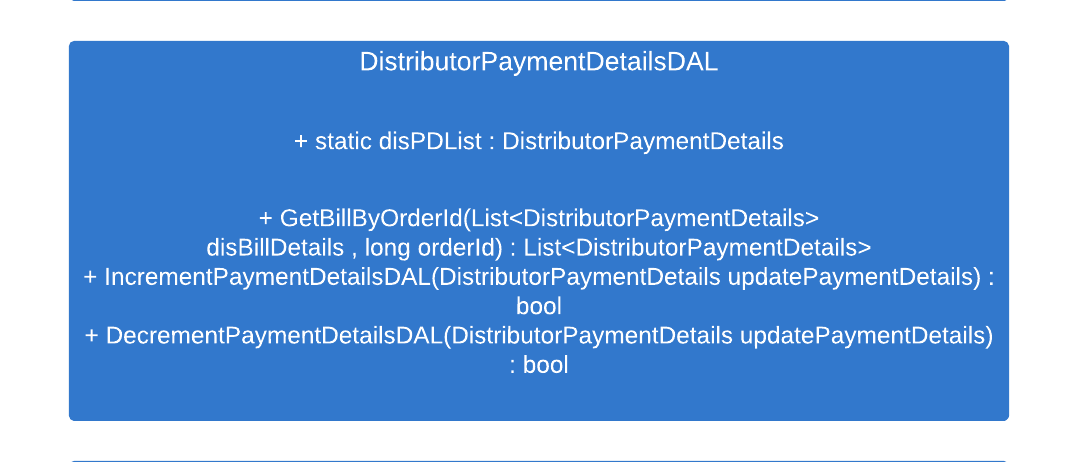 DistributorPaymentDetailsDAL
+ static disPDList : DistributorPaymentDetails
+ GetBillByOrderId(List<DistributorPaymentDetails>
disBillDetails , long orderId) : List<DistributorPaymentDetails>
+ IncrementPaymentDetailsDAL(DistributorPaymentDetails updatePaymentDetails) :
bool
+ DecrementPaymentDetailsDAL(DistributorPaymentDetails updatePaymentDetails)
: bool